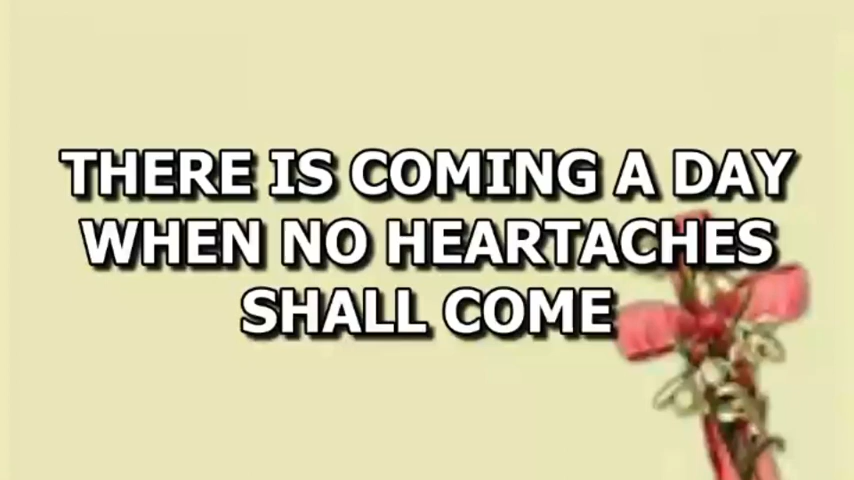 THERE IS COMING A DAY
WHEN NO HEARTACHES
SHALL COME